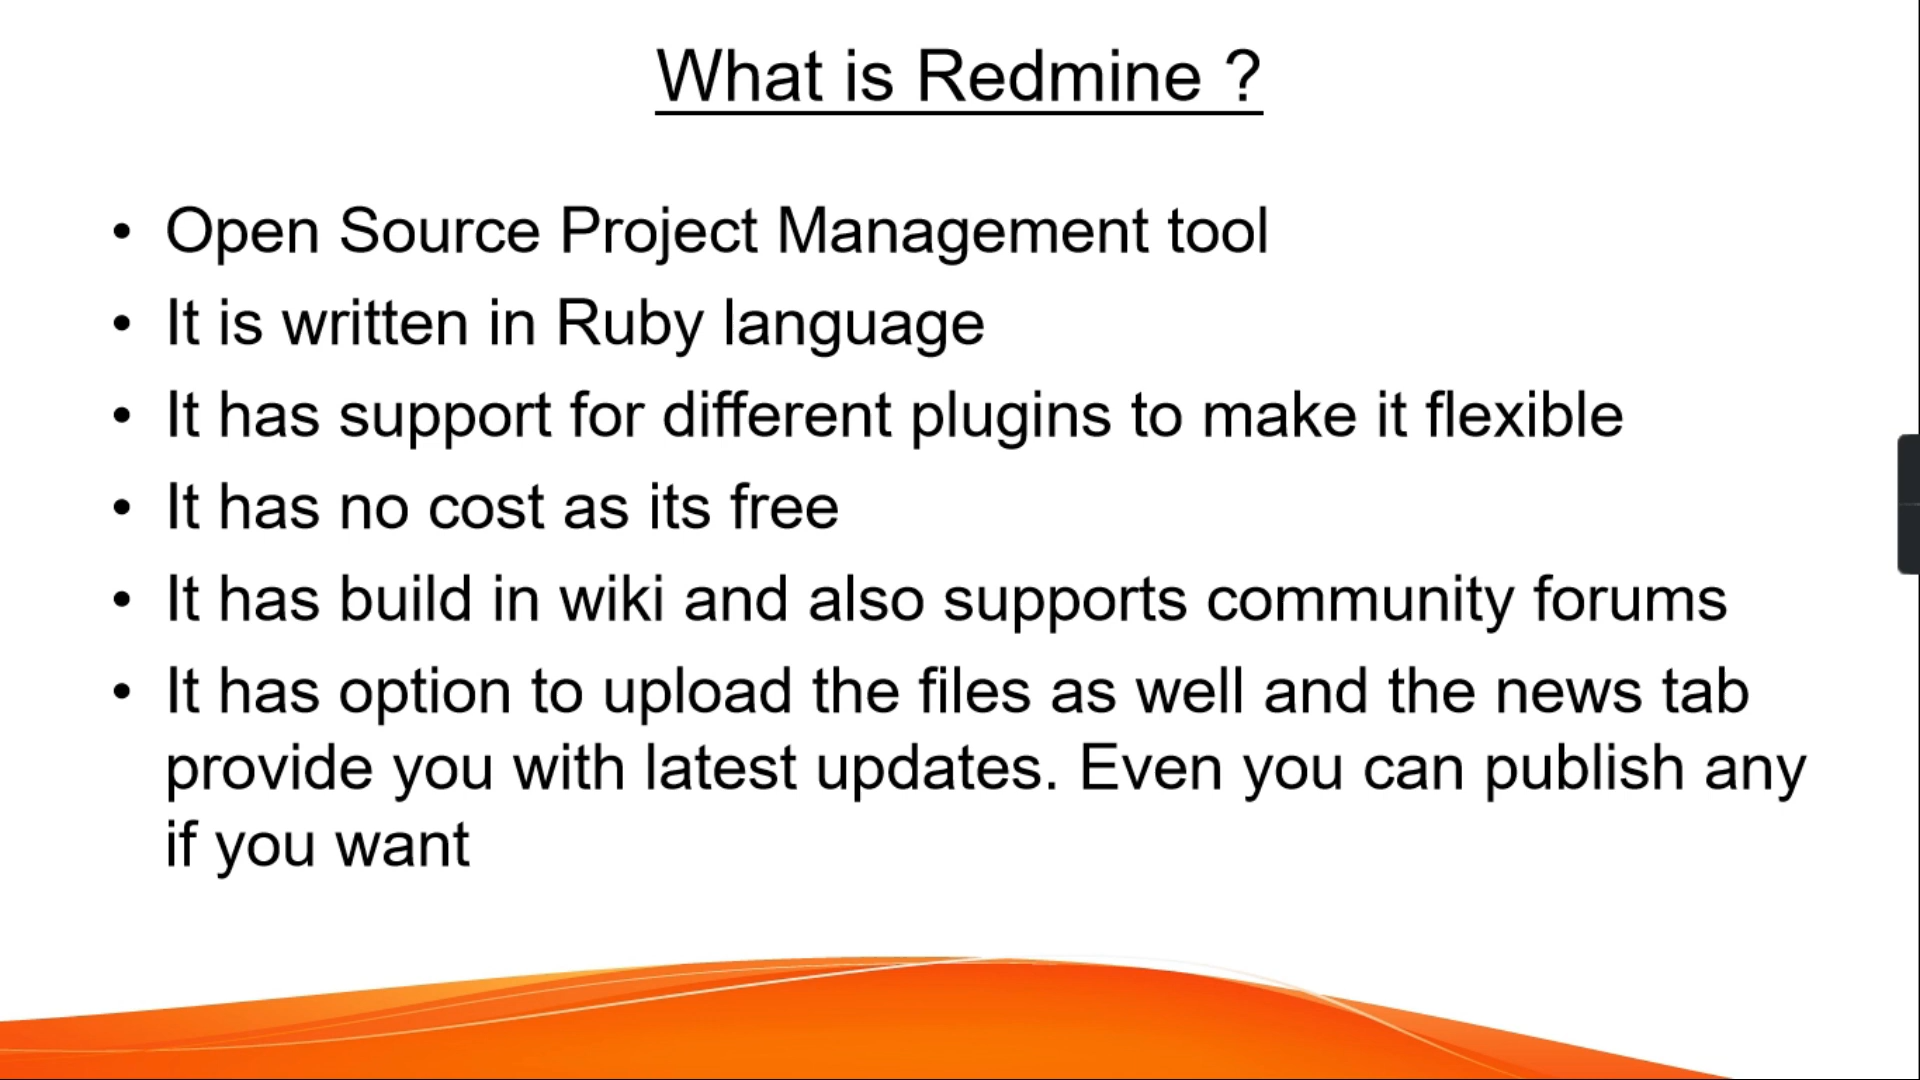 What is Redmine ?
• Open Source Project Management tool
• It is written in Ruby language
• It has support for different plugins to make it flexible
• It has no cost as its free
• It has build in wiki and also supports community forums
• It has option to upload the files as well and the news tab
provide you with latest updates. Even you can publish any
if you want